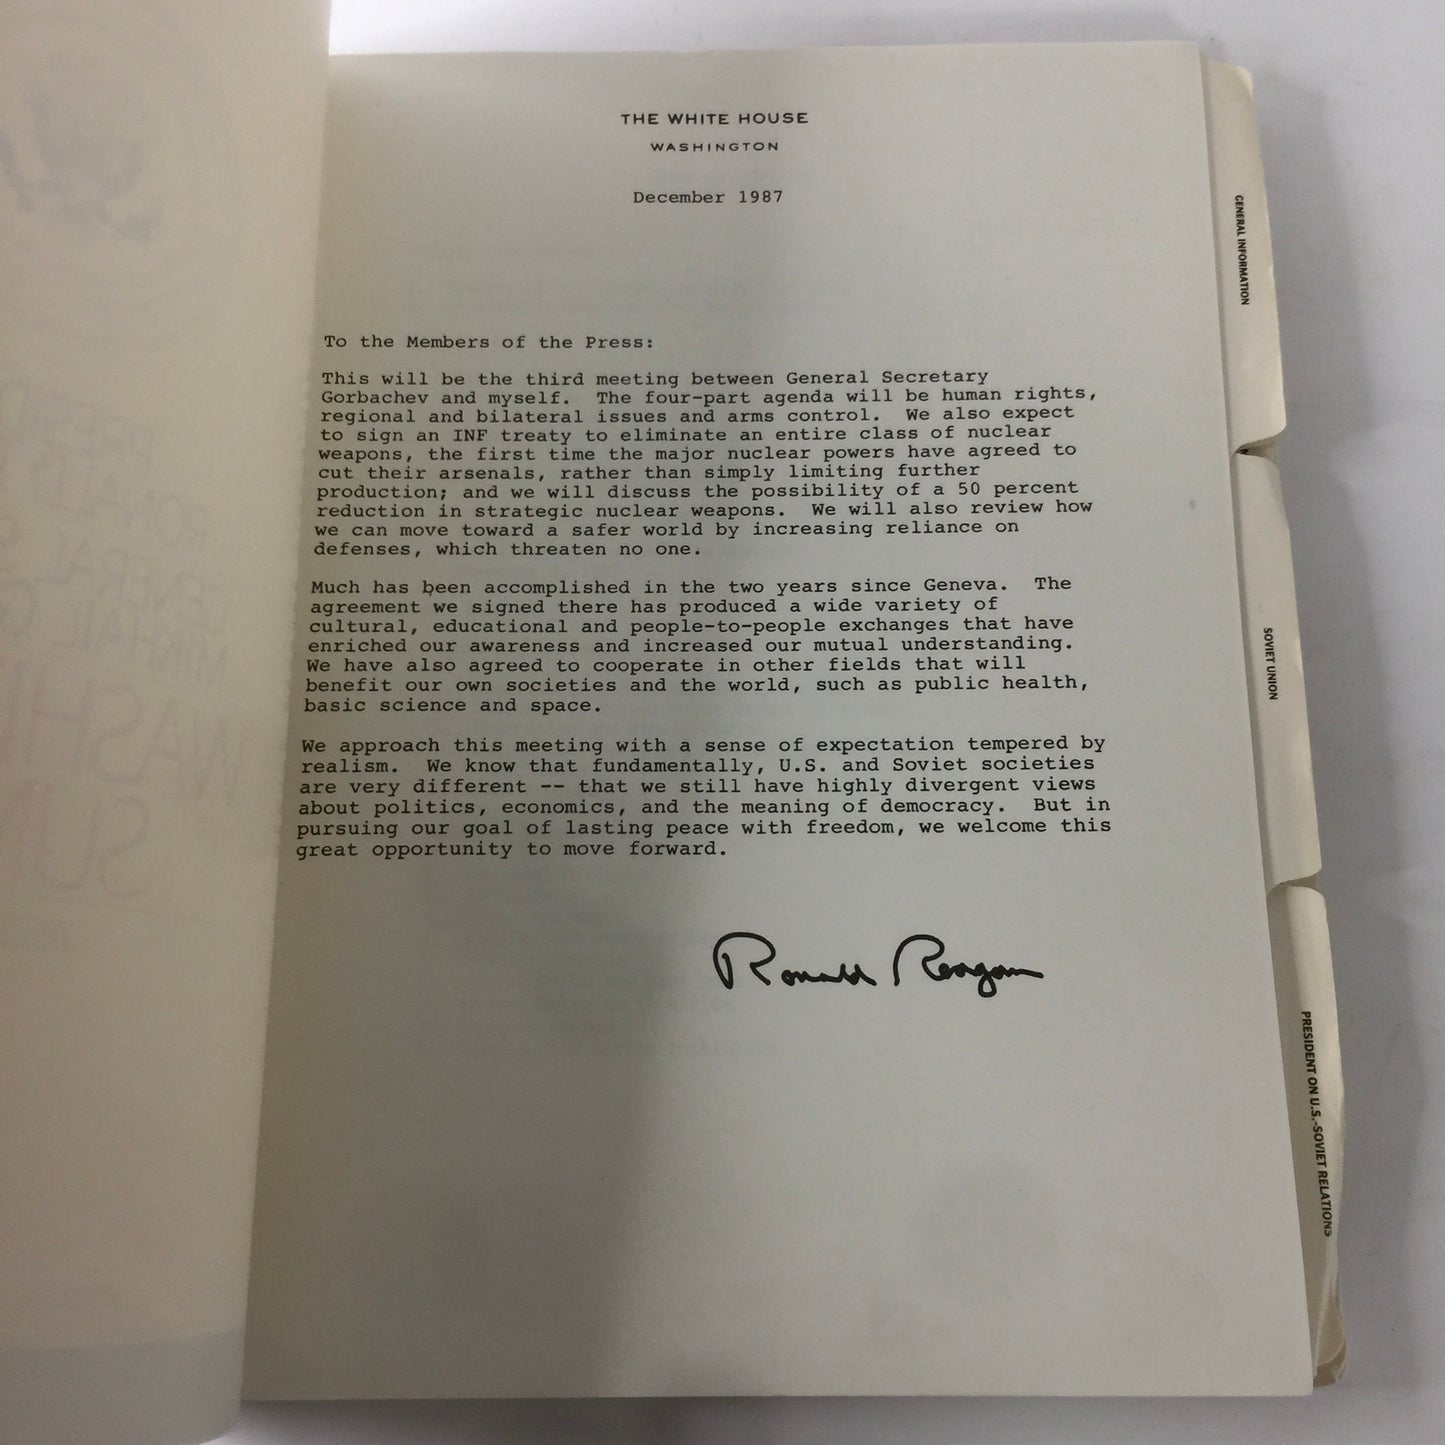 THE WHITE HOUSE
WASHINGTON
December 1987
To the Members of the Press:
This will be the third meeting between General Secretary
Gorbachev and myself.  The four-part agenda will be human rights,
regional and bilateral issues and arms control.  We also expect
to sign an INF treaty to eliminate an entire class of nuclear
weapons, the first time the major nuclear powers have agreed to
cut their arsenals, rather than simply limiting further
production; and we will discuss the possibility of a 50 percent
reduction in strategic nuclear weapons.  We will also review how
we can move toward a safer world by increasing reliance on
defenses, which threaten no one.
Much has been accomplished in the two years since Geneva.  The
agreement we signed there has produced a wide variety of
cultural, educational and people-to-people exchanges that have
enriched our awareness and increased our mutual understanding.
We have also agreed to cooperate in other fields that will
benefit our own societies and the world, such as public health,
basic science and space.
We approach this meeting with a sense of expectation tempered by
realism.  We know that fundamentally, U.S. and Soviet societies
are very different -- that we still have highly divergent views
about politics, economics, and the meaning of democracy.  But in
pursuing our goal of lasting peace with freedom, we welcome this
great opportunity to move forward.
Ronald Reagan
GENERAL INFORMATION
SOVIET UNION
PRESIDENT ON U.S.-SOVIET RELATIONS